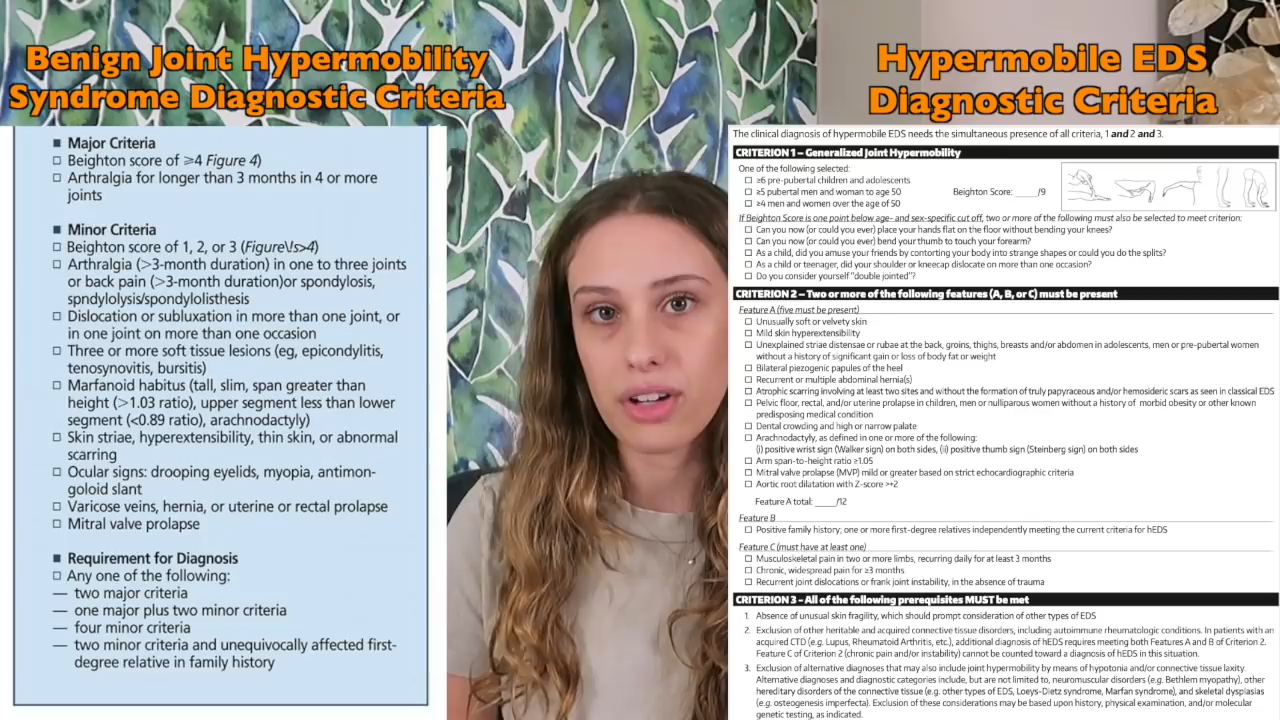 Benign Joint Hypermobility
Syndrome Diagnostic Criteria
Major Criteria
Beighton score of ≥4 Figure 4)
Arthralgia for longer than 3 months in 4 or more
joints
Minor Criteria
Beighton score of 1, 2, or 3 (Figure\!s>4)
Arthralgia (>3-month duration) in one to three joints
or back pain (>3-month duration)or spondylosis,
spndylolysis/spondylolisthesis
Dislocation or subluxation in more than one joint, or
in one joint on more than one occasion
Three or more soft tissue lesions (eg, epicondylitis,
tenosynovitis, bursitis)
Marfanoid habitus (tall, slim, span greater than
height (>1.03 ratio), upper segment less than lower
segment (<0.89 ratio), arachnodactyly)
Skin striae, hyperextensibility, thin skin, or abnormal
scarring
Ocular signs: drooping eyelids, myopia, antimon-
goloid slant
Varicose veins, hernia, or uterine or rectal prolapse
Mitral valve prolapse
Requirement for Diagnosis
Any one of the following:
— two major criteria
— one major plus two minor criteria
— four minor criteria
— two minor criteria and unequivocally affected first-
degree relative in family history
Hypermobile EDS
Diagnostic Criteria
The clinical diagnosis of hypermobile EDS needs the simultaneous presence of all criteria, 1 and 2 and 3.
CRITERION 1 – Generalized Joint Hypermobility
One of the following selected:
≥6 pre-pubertal children and adolescents
≥5 pubertal men and woman to age 50
Beighton Score: ____/9
≥4 men and women over the age of 50
If Beighton Score is one point below age- and sex-specific cut off, two or more of the following must also be selected to meet criterion:
Can you now (or could you ever) place your hands flat on the floor without bending your knees?
Can you now (or could you ever) bend your thumb to touch your forearm?
As a child, did you amuse your friends by contorting your body into strange shapes or could you do the splits?
As a child or teenager, did your shoulder or kneecap dislocate on more than one occasion?
Do you consider yourself "double jointed"?
CRITERION 2 – Two or more of the following features (A, B, or C) must be present
Feature A (five must be present)
Unusually soft or velvety skin
Mild skin hyperextensibility
Unexplained striae distensae or rubae at the back, groins, thighs, breasts and/or abdomen in adolescents, men or pre-pubertal women
without a history of significant gain or loss of body fat or weight
Bilateral piezogenic papules of the heel
Recurrent or multiple abdominal hernia(s)
Atrophic scarring involving at least two sites and without the formation of truly papyraceous and/or hemosideric scars as seen in classical EDS
Pelvic floor, rectal, and/or uterine prolapse in children, men or nulliparous women without a history of morbid obesity or other known
predisposing medical condition
Dental crowding and high or narrow palate
Arachnodactyly, as defined in one or more of the following:
(i) positive wrist sign (Walker sign) on both sides, (ii) positive thumb sign (Steinberg sign) on both sides
Arm span-to-height ratio ≥1.05
Mitral valve prolapse (MVP) mild or greater based on strict echocardiographic criteria
Aortic root dilatation with Z-score >+2
Feature A total: ____/12
Feature B
Positive family history; one or more first-degree relatives independently meeting the current criteria for hEDS
Feature C (must have at least one)
Musculoskeletal pain in two or more limbs, recurring daily for at least 3 months
Chronic, widespread pain for ≥3 months
Recurrent joint dislocations or frank joint instability, in the absence of trauma
CRITERION 3 – All of the following prerequisites MUST be met
1. Absence of unusual skin fragility, which should prompt consideration of other types of EDS
2. Exclusion of other heritable and acquired connective tissue disorders, including autoimmune rheumatologic conditions. In patients with an
acquired CTD (e.g. Lupus, Rheumatoid Arthritis, etc.), additional diagnosis of hEDS requires meeting both Features A and B of Criterion 2.
Feature C of Criterion 2 (chronic pain and/or instability) cannot be counted toward a diagnosis of hEDS in this situation.
3. Exclusion of alternative diagnoses that may also include joint hypermobility by means of hypotonia and/or connective tissue laxity.
Alternative diagnoses and diagnostic categories include, but are not limited to, neuromuscular disorders (e.g. Bethlem myopathy), other
hereditary disorders of the connective tissue (e.g. other types of EDS, Loeys-Dietz syndrome, Marfan syndrome), and skeletal dysplasias
(e.g. osteogenesis imperfecta). Exclusion of these considerations may be based upon history, physical examination, and/or molecular
genetic testing, as indicated.